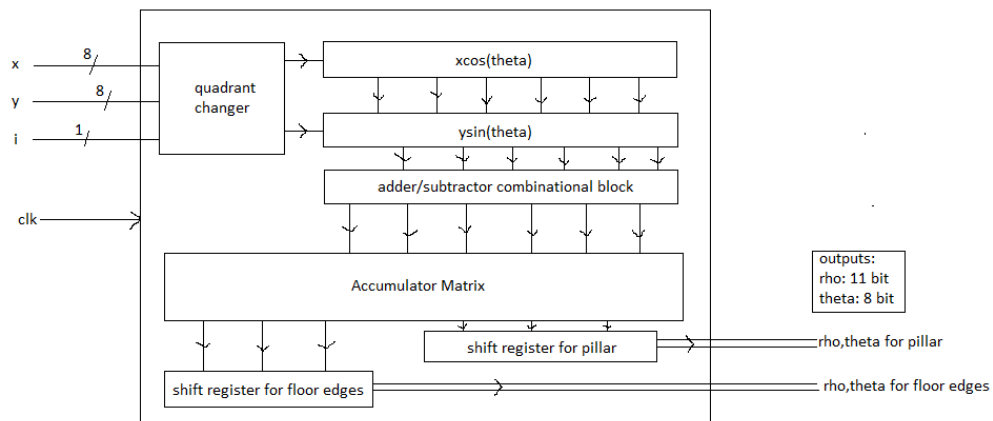 x
8
y
8
i
1
clk
quadrant
changer
xcos(theta)
ysin(theta)
adder/subtractor combinational block
Accumulator Matrix
shift register for pillar
shift register for floor edges
outputs:
rho: 11 bit
theta: 8 bit
rho,theta for pillar
rho,theta for floor edges